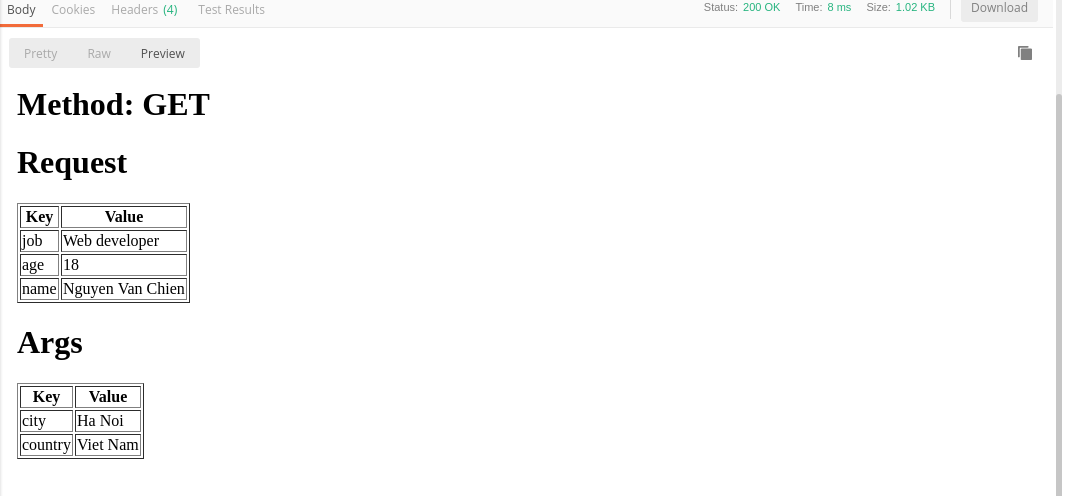 Body Cookies Headers (4) Test Results Status: 200 OK Time: 8 ms Size: 1.02 KB Download
Pretty Raw Preview
Method: GET
Request
Key Value
job Web developer
age 18
name Nguyen Van Chien
Args
Key Value
city Ha Noi
country Viet Nam